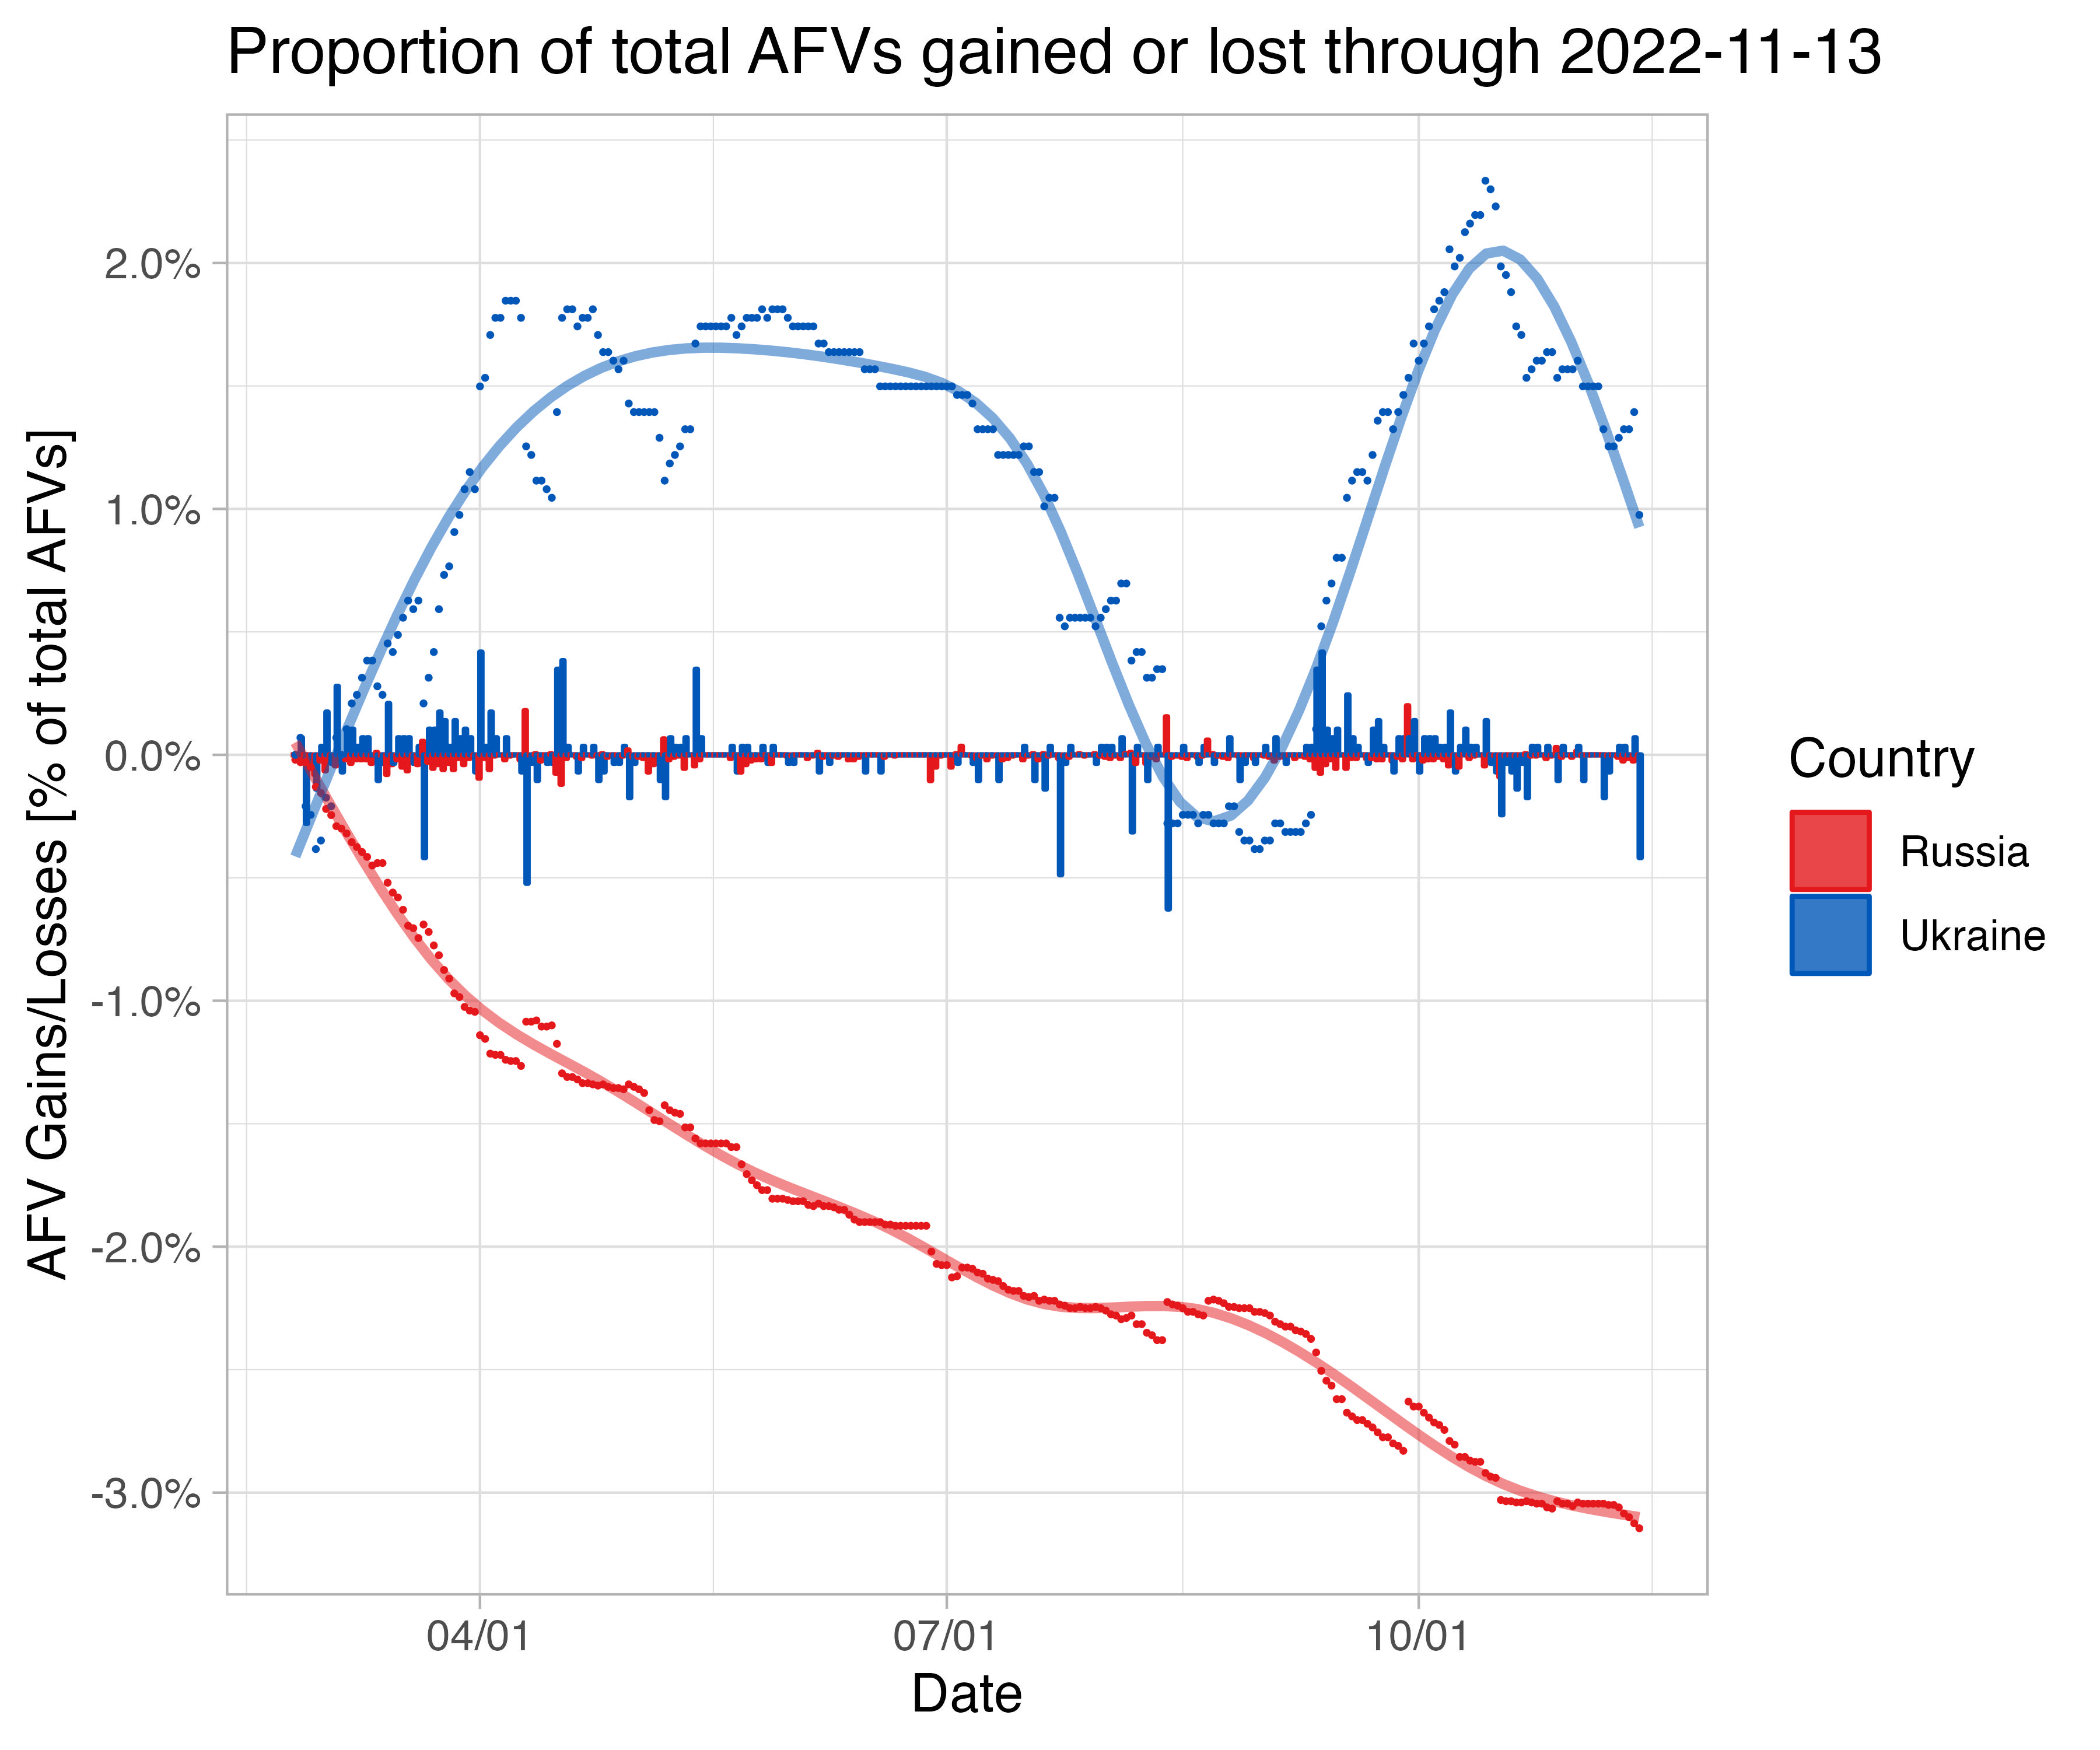 Proportion of total AFVs gained or lost through 2022-11-13
AFV Gains/Losses [% of total AFVs]
2.0%
1.0%
0.0%
-1.0%
-2.0%
-3.0%
04/01
07/01
10/01
Date
Country
Russia
Ukraine